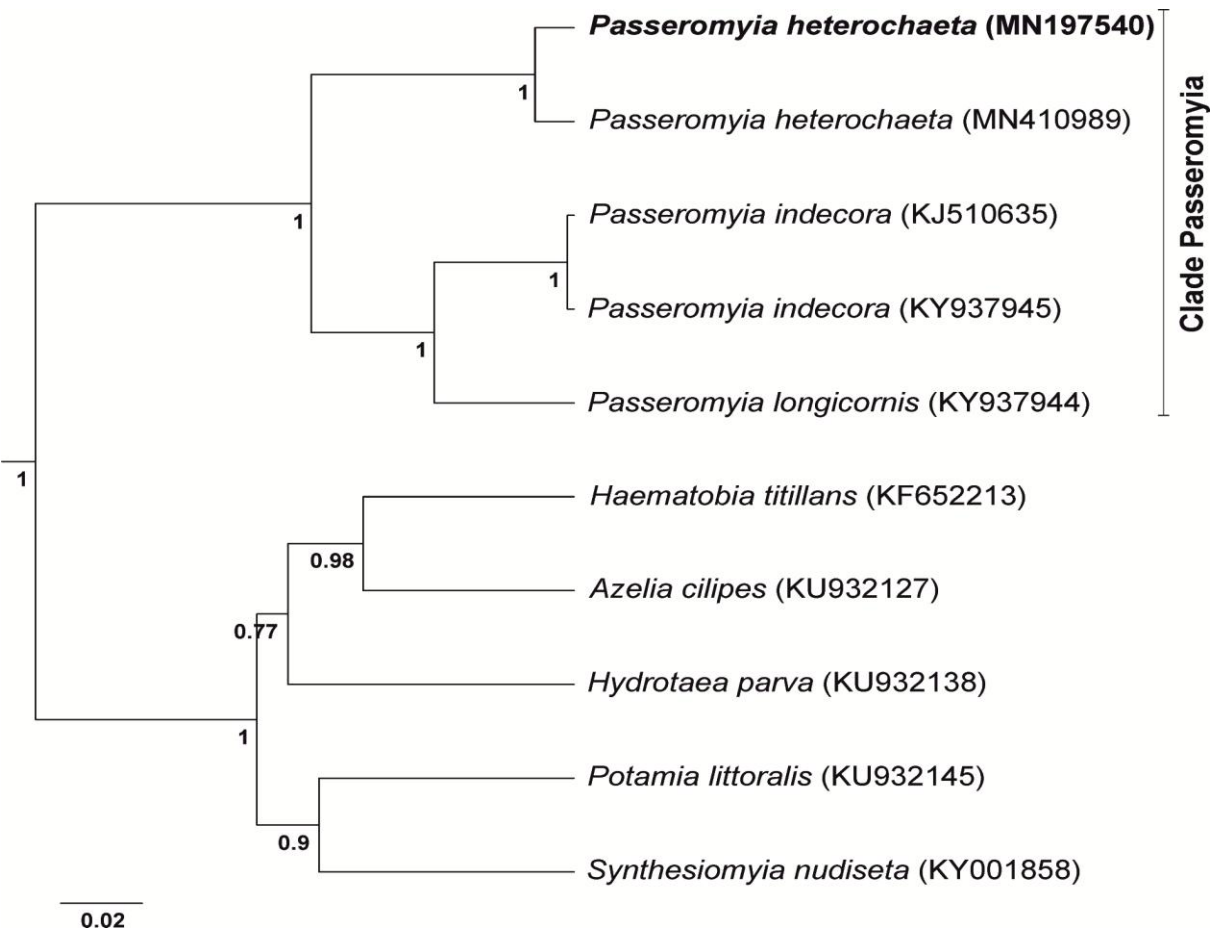 Passeromyia heterochaeta (MN197540)
1
Passeromyia heterochaeta (MN410989)
Passeromyia indecora (KJ510635)
1
1
Passeromyia indecora (KY937945)
1
Passeromyia longicornis (KY937944)
Clade Passeromyia
1
Haematobia titillans (KF652213)
0.98
Azelia cilipes (KU932127)
0.77
Hydrotaea parva (KU932138)
1
Potamia littoralis (KU932145)
0.9
Synthesiomyia nudiseta (KY001858)
0.02